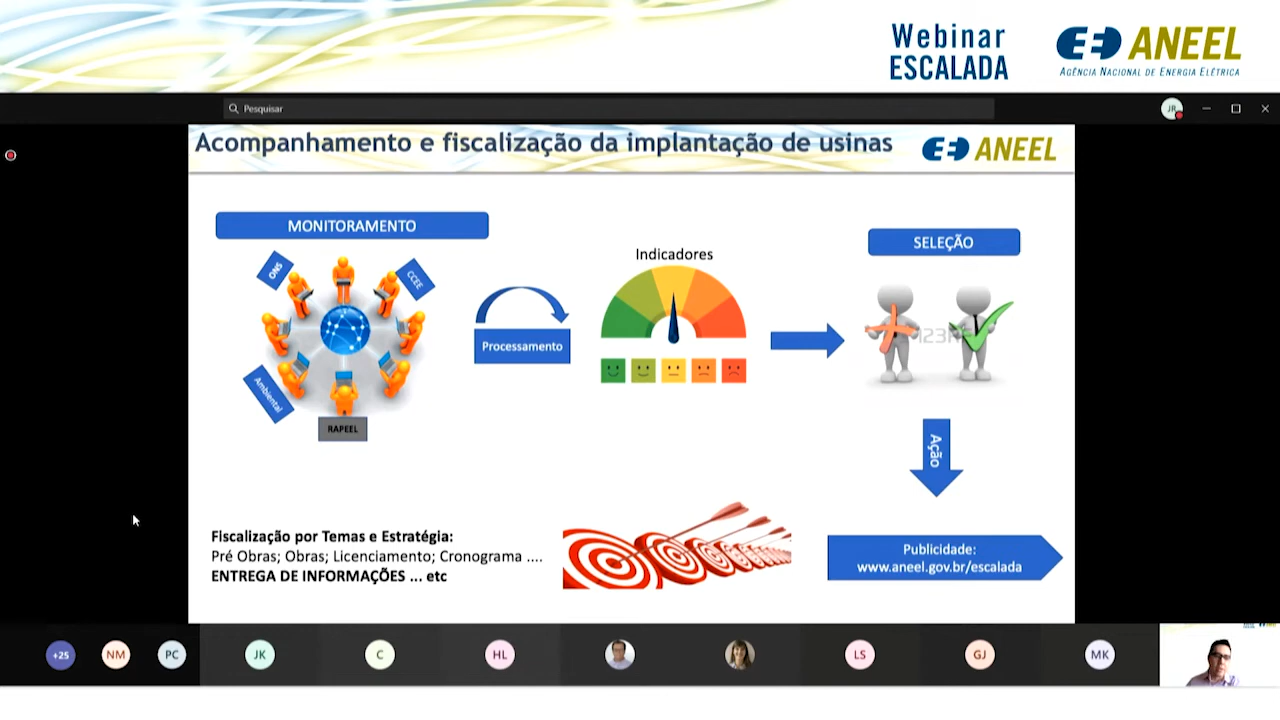 Webinar
ESCALADA
ANEEL
AGÊNCIA NACIONAL DE ENERGIA ELÉTRICA
Pesquisar
JR
Acompanhamento e fiscalização da implantação de usinas
ANEEL
MONITORAMENTO
SELEÇÃO
Indicadores
ONS
CCEE
Processamento
123RF
Ambiental
RAPEEL
Ação
Fiscalização por Temas e Estratégia:
Pré Obras; Obras; Licenciamento; Cronograma ....
ENTREGA DE INFORMAÇÕES ... etc
Publicidade:
www.aneel.gov.br/escalada
+25
NM
PC
JK
C
HL
LS
GJ
MK